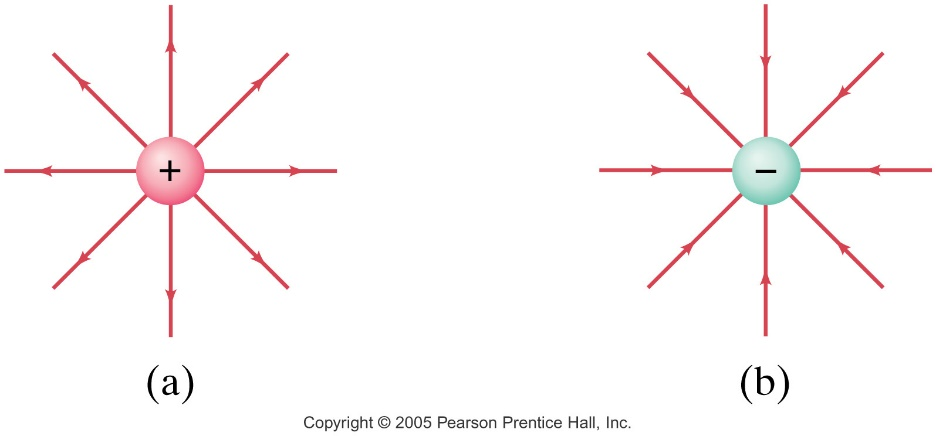 +
−
(a)
(b)
Copyright © 2005 Pearson Prentice Hall, Inc.